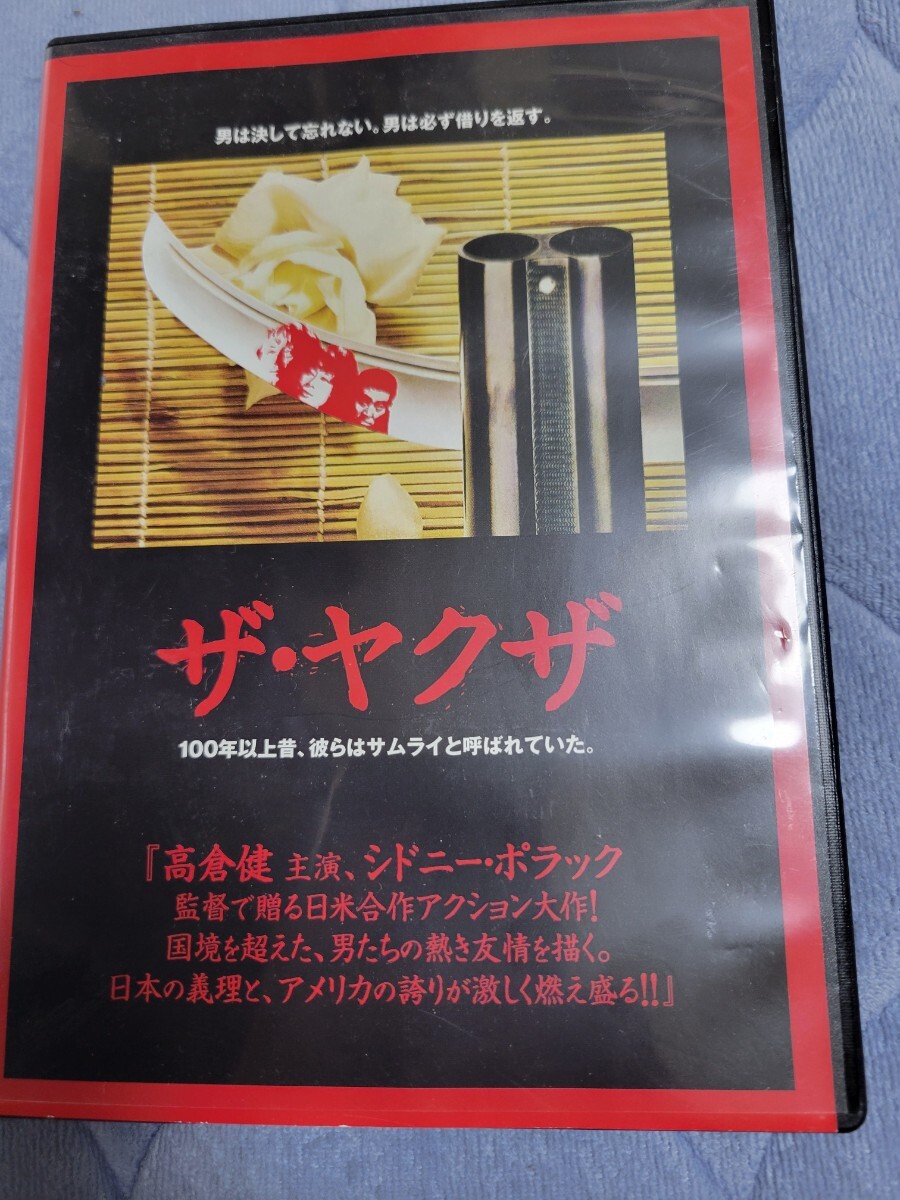 男は決して忘れない。男は必ず借りを返す。
ザ・ヤクザ
100年以上昔、彼らはサムライと呼ばれていた。
『高倉健 主演、シドニー・ポラック
監督で贈る日米合作アクション大作!
国境を超えた、男たちの熱き友情を描く。
日本の義理と、アメリカの誇りが激しく燃え盛る!!』